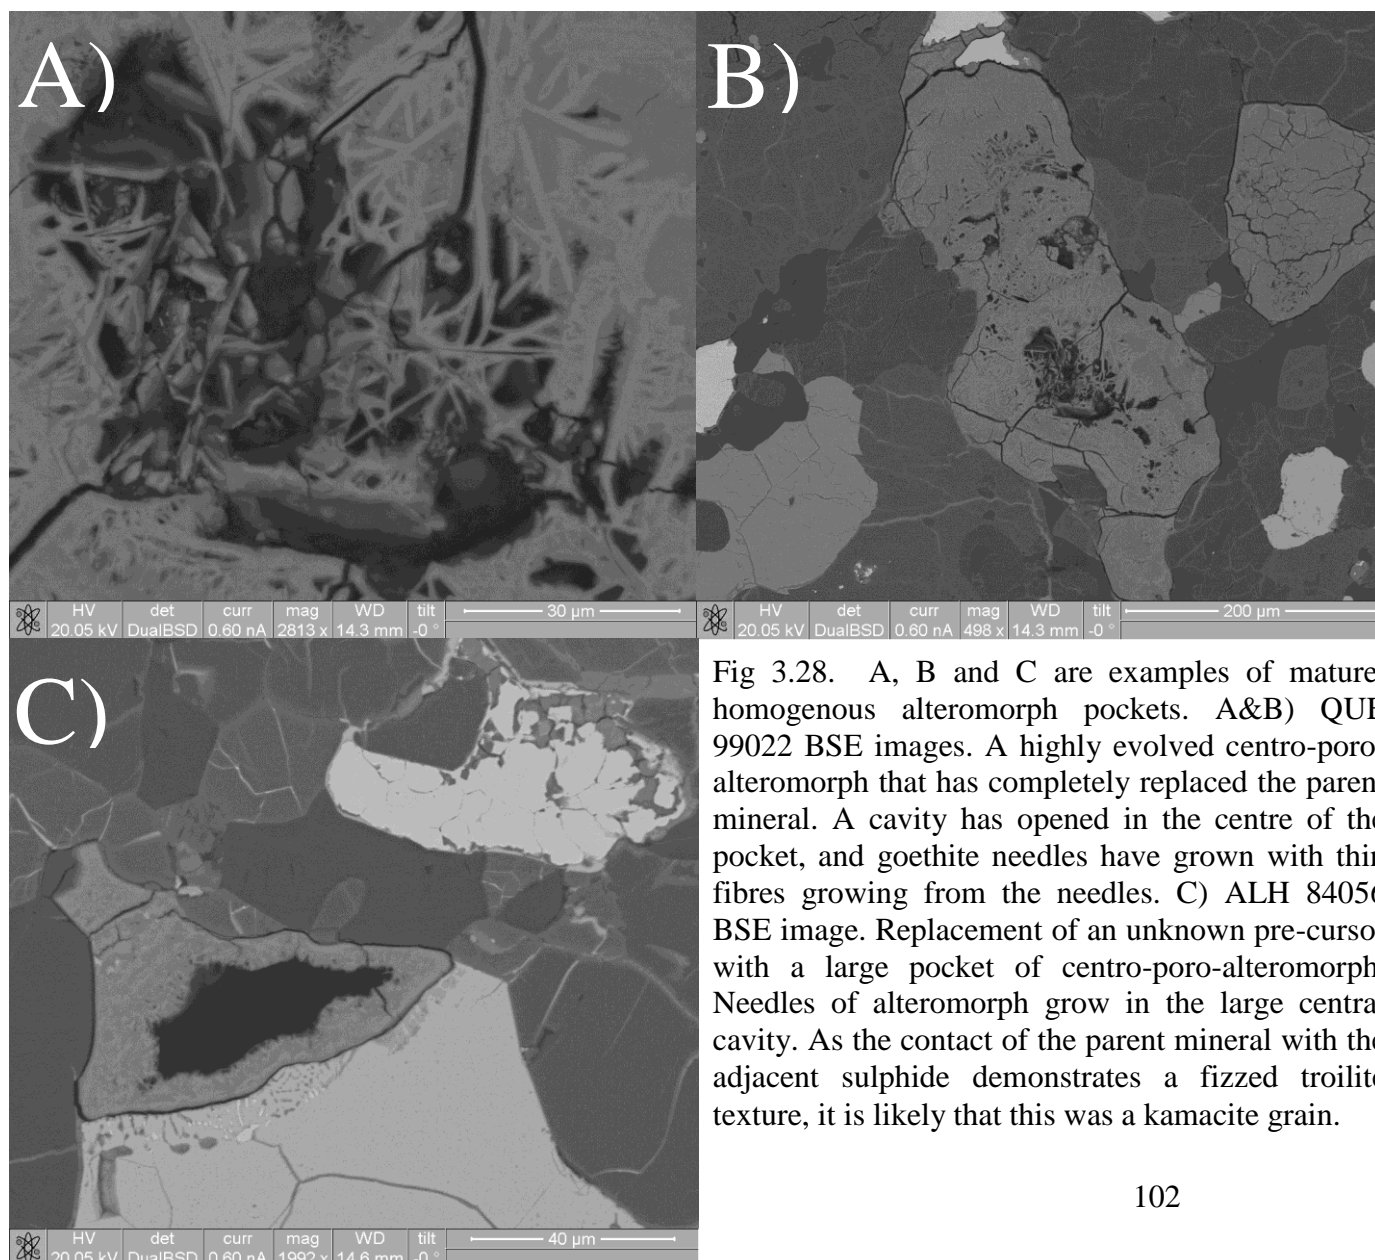 A)
B)
HV det curr mag WD tilt
20.05 kV DualBSD 0.60 nA 2813 x 14.3 mm -0 °
30 µm
HV det curr mag WD tilt
20.05 kV DualBSD 0.60 nA 498 x 14.3 mm -0 °
200 µm
C)
HV det curr mag WD tilt
20.05 kV DualBSD 0.60 nA 1992 x 14.6 mm -0 °
40 µm
Fig 3.28. A, B and C are examples of mature
homogenous alteromorph pockets. A&B) QUE
99022 BSE images. A highly evolved centro-poro
alteromorph that has completely replaced the paren
mineral. A cavity has opened in the centre of the
pocket, and goethite needles have grown with thin
fibres growing from the needles. C) ALH 84056
BSE image. Replacement of an unknown pre-curso
with a large pocket of centro-poro-alteromorph
Needles of alteromorph grow in the large centra
cavity. As the contact of the parent mineral with the
adjacent sulphide demonstrates a fizzed troilite
texture, it is likely that this was a kamacite grain.
102